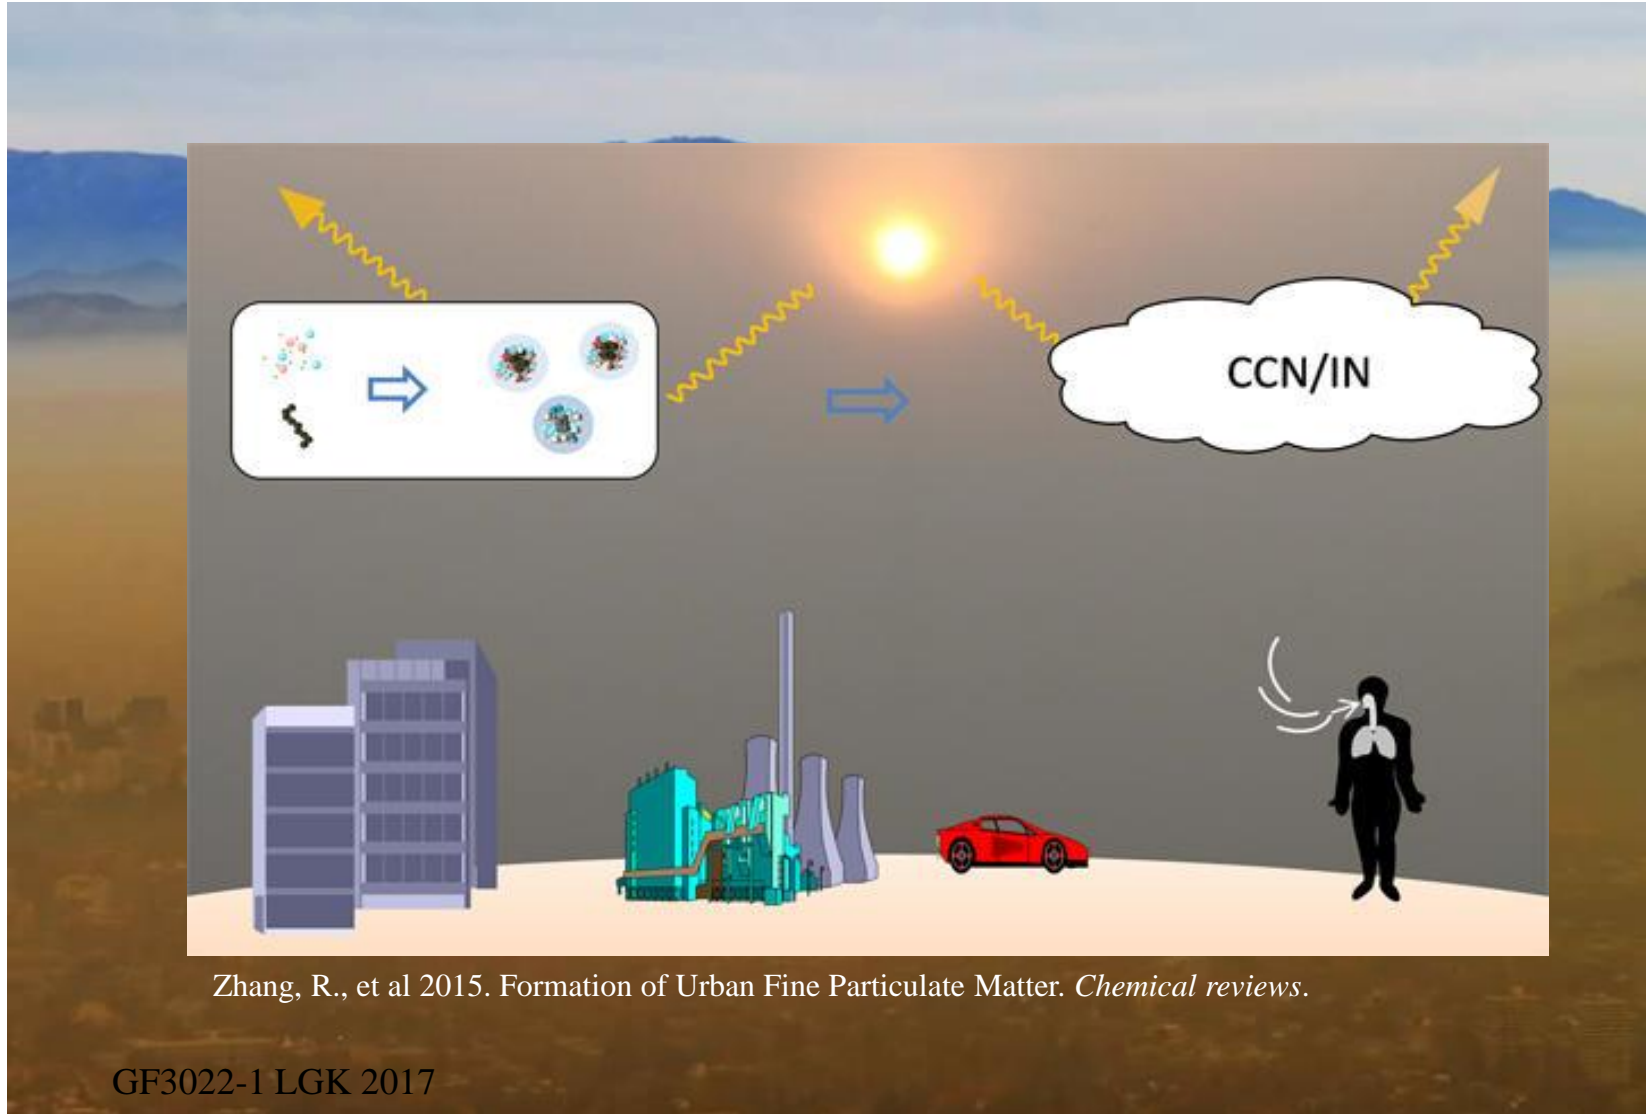 CCN/IN
Zhang, R., et al 2015. Formation of Urban Fine Particulate Matter. Chemical reviews.
GF3022-1 LGK 2017